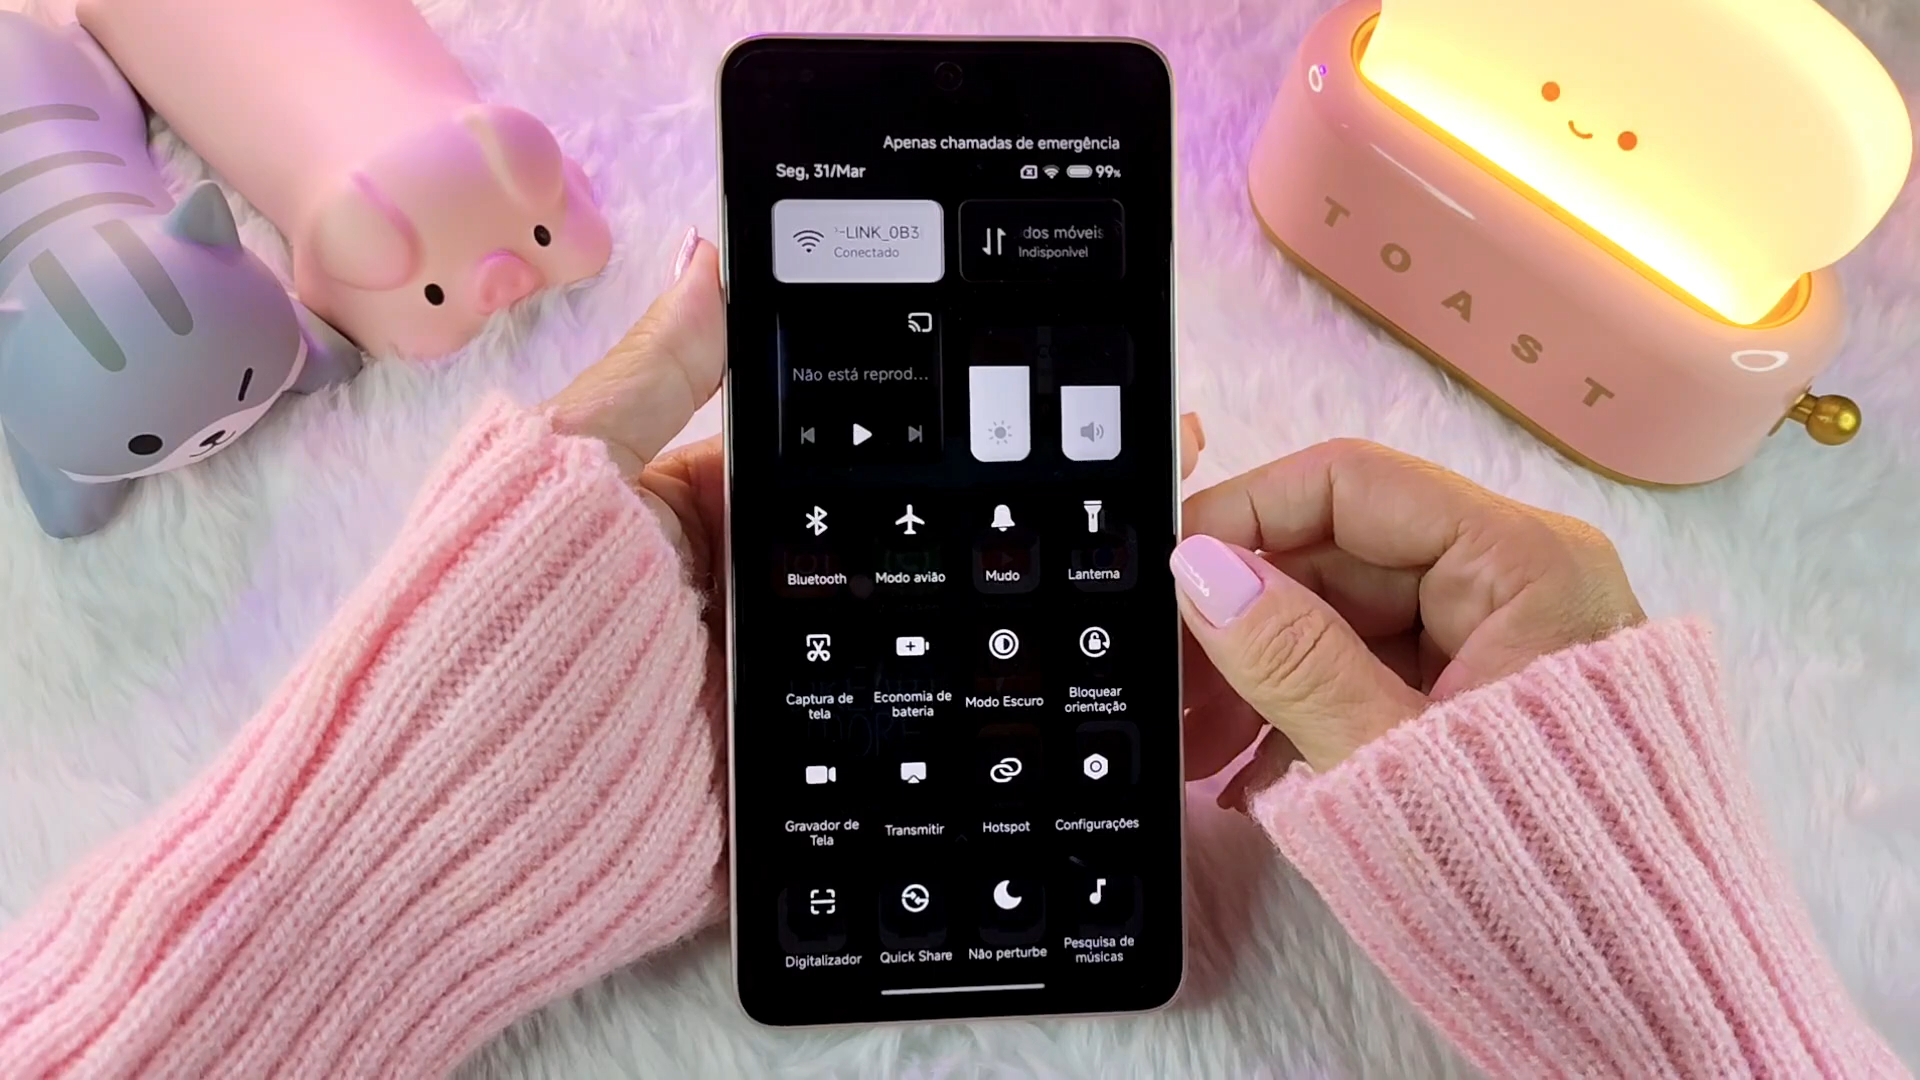 Apenas chamadas de emergência
Seg, 31/Mar
99%
-LINK_0B3
Conectado
dos móveis
Indisponível
Não está reprod...
Bluetooth
Modo avião
Mudo
Lanterna
Captura de
tela
Economia de
bateria
Modo Escuro
Bloquear
orientação
Gravador de
Tela
Transmitir
Hotspot
Configurações
Digitalizador
Quick Share
Não perturbe
Pesquisa de
músicas
TOAST